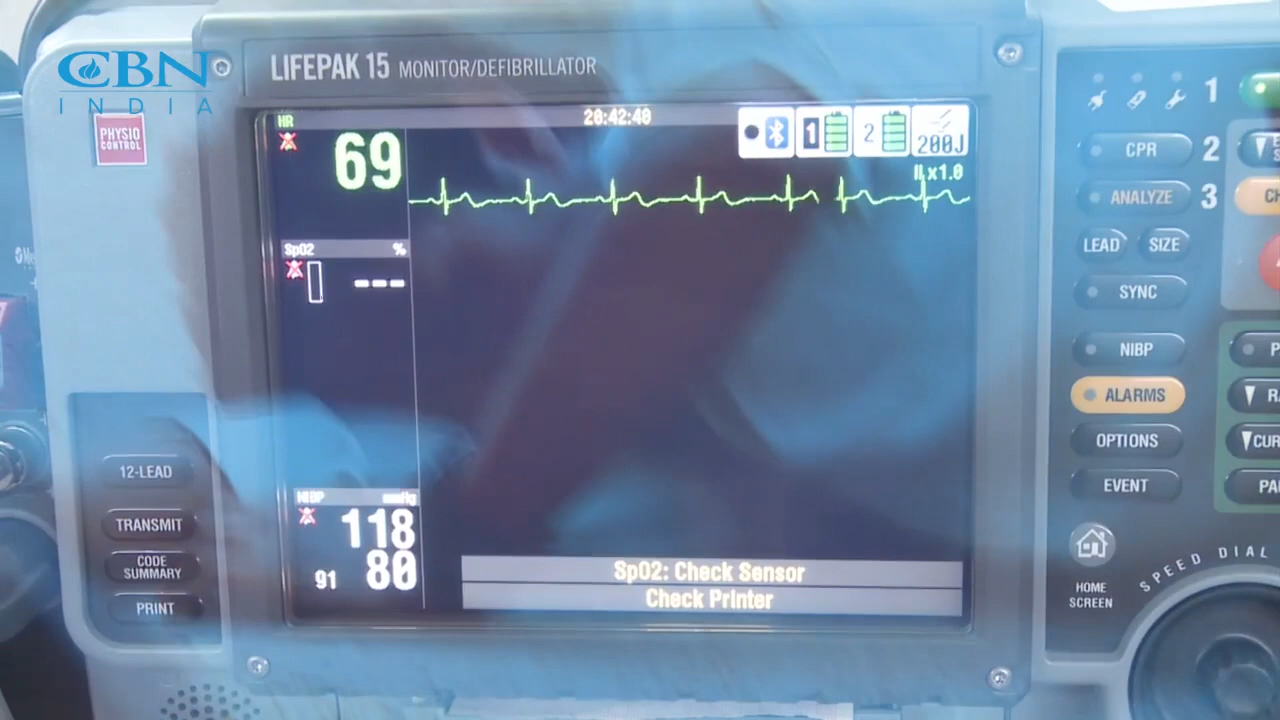 CBN
INDIA
PHYSIO
CONTROL
LIFEPAK 15 MONITOR/DEFIBRILLATOR
HR
20:42:40
1
2
200J
69
II x1.0
SpO2 %
---
NIBP mmHg
118
80
91
SpO2: Check Sensor
Check Printer
12-LEAD
TRANSMIT
CODE
SUMMARY
PRINT
1
CPR 2
ANALYZE 3
LEAD SIZE
SYNC
NIBP
ALARMS
OPTIONS
EVENT
HOME
SCREEN
SPEED DIAL
CUR